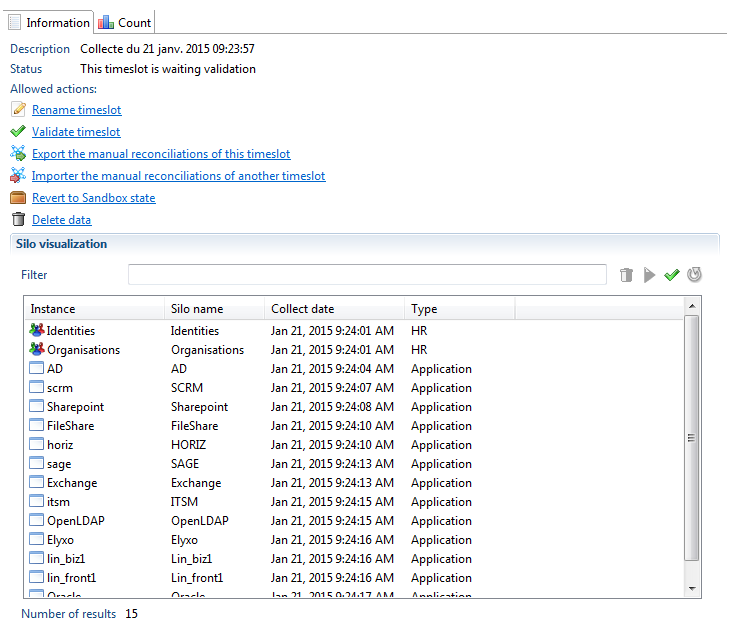 Information Count
Description Collecte du 21 janv. 2015 09:23:57
Status This timeslot is waiting validation
Allowed actions:
Rename timeslot
Validate timeslot
Export the manual reconciliations of this timeslot
Importer the manual reconciliations of another timeslot
Revert to Sandbox state
Delete data
Silo visualization
Filter
Instance Silo name Collect date Type
Identities Identities Jan 21, 2015 9:24:01 AM HR
Organisations Organisations Jan 21, 2015 9:24:01 AM HR
AD AD Jan 21, 2015 9:24:04 AM Application
scrm SCRM Jan 21, 2015 9:24:07 AM Application
Sharepoint Sharepoint Jan 21, 2015 9:24:08 AM Application
FileShare FileShare Jan 21, 2015 9:24:10 AM Application
horiz HORIZ Jan 21, 2015 9:24:10 AM Application
sage SAGE Jan 21, 2015 9:24:13 AM Application
Exchange Exchange Jan 21, 2015 9:24:13 AM Application
itsm ITSM Jan 21, 2015 9:24:15 AM Application
OpenLDAP OpenLDAP Jan 21, 2015 9:24:15 AM Application
Elyxo Elyxo Jan 21, 2015 9:24:16 AM Application
lin_biz1 Lin_biz1 Jan 21, 2015 9:24:16 AM Application
lin_front1 Lin_front1 Jan 21, 2015 9:24:16 AM Application
Oracle Oracle Jan 21, 2015 9:24:17 AM Application
Number of results 15